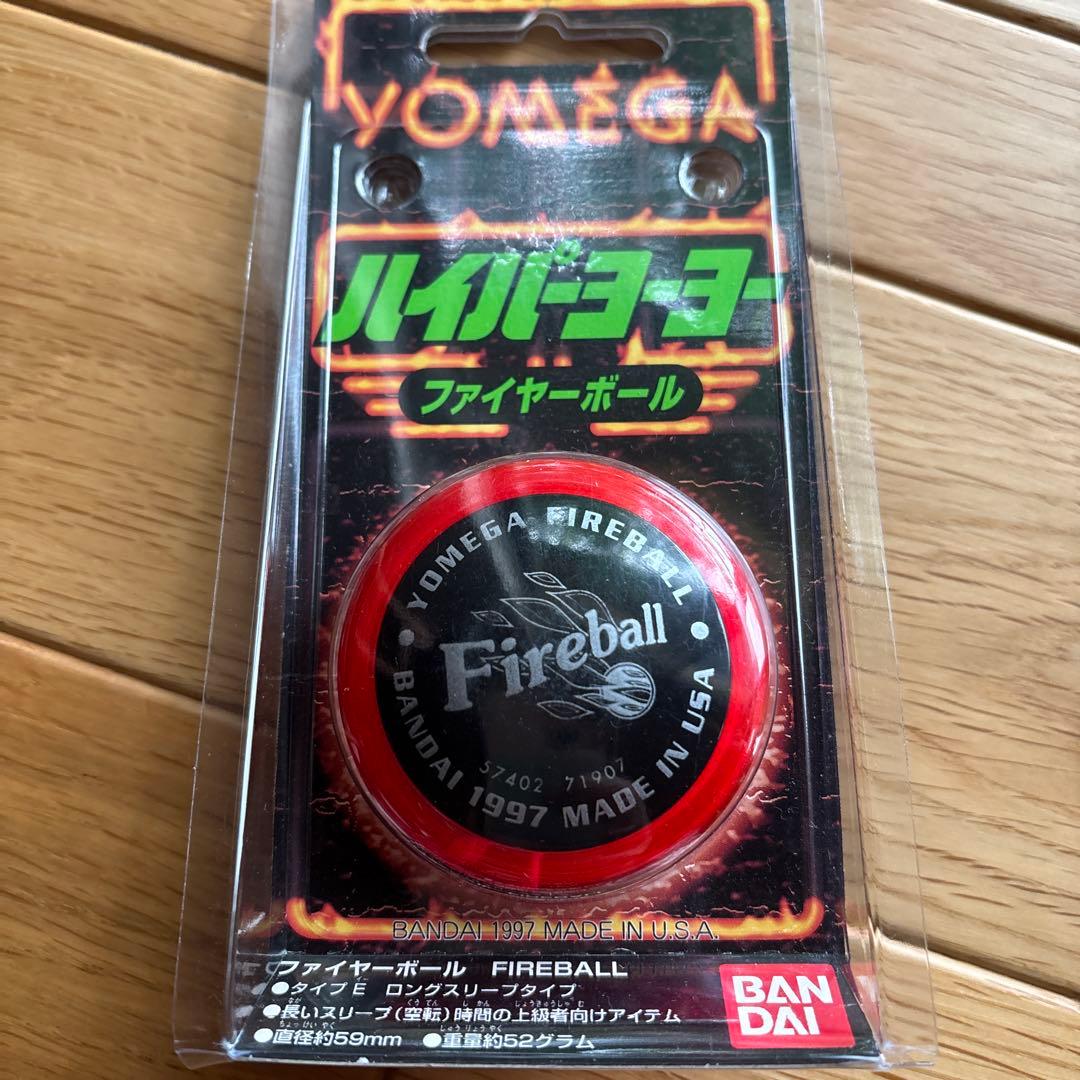 YOMEGA
ハイパーヨーヨー
ファイヤーボール
YOMEGA FIREBALL
Fireball
57402 71907
BANDAI 1997 MADE IN USA
BANDAI 1997 MADE IN U.S.A.
ファイヤーボール FIREBALL
●タイプE ロングスリープタイプ
●長いスリープ(空転)時間の上級者向けアイテム
●直径約59mm ●重量約52グラム
BAN
DAI